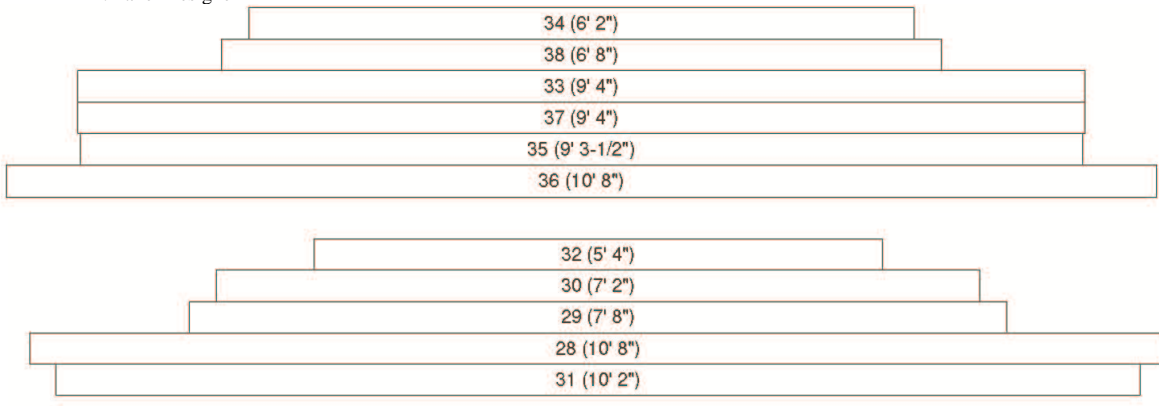 34 (6' 2")
38 (6' 8")
33 (9' 4")
37 (9' 4")
35 (9' 3-1/2")
36 (10' 8")
32 (5' 4")
30 (7' 2")
29 (7' 8")
28 (10' 8")
31 (10' 2")